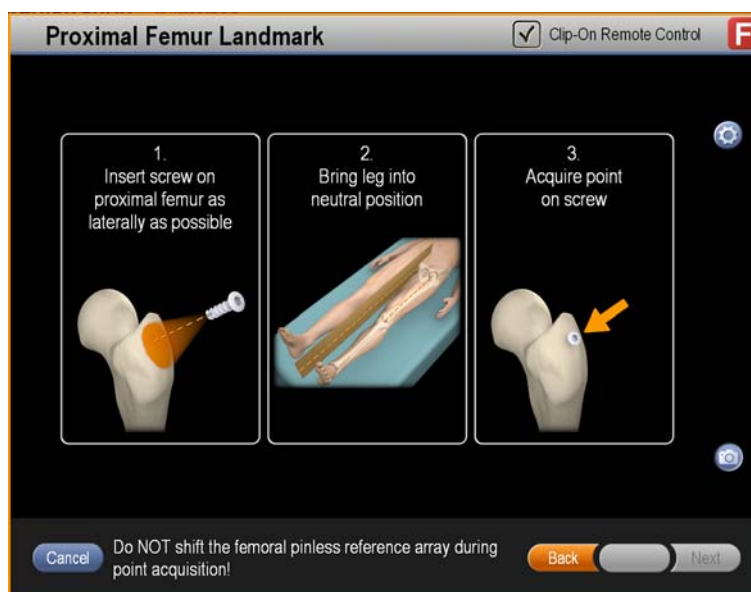 Proximal Femur Landmark
Clip-On Remote Control
F
1.
Insert screw on
proximal femur as
laterally as possible
2.
Bring leg into
neutral position
3.
Acquire point
on screw
Cancel
Do NOT shift the femoral pinless reference array during
point acquisition!
Back
Next